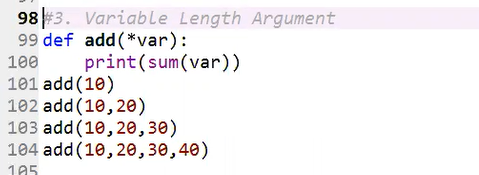 98 #3. Variable Length Argument
99 def add(*var):
100     print(sum(var))
101 add(10)
102 add(10,20)
103 add(10,20,30)
104 add(10,20,30,40)
105